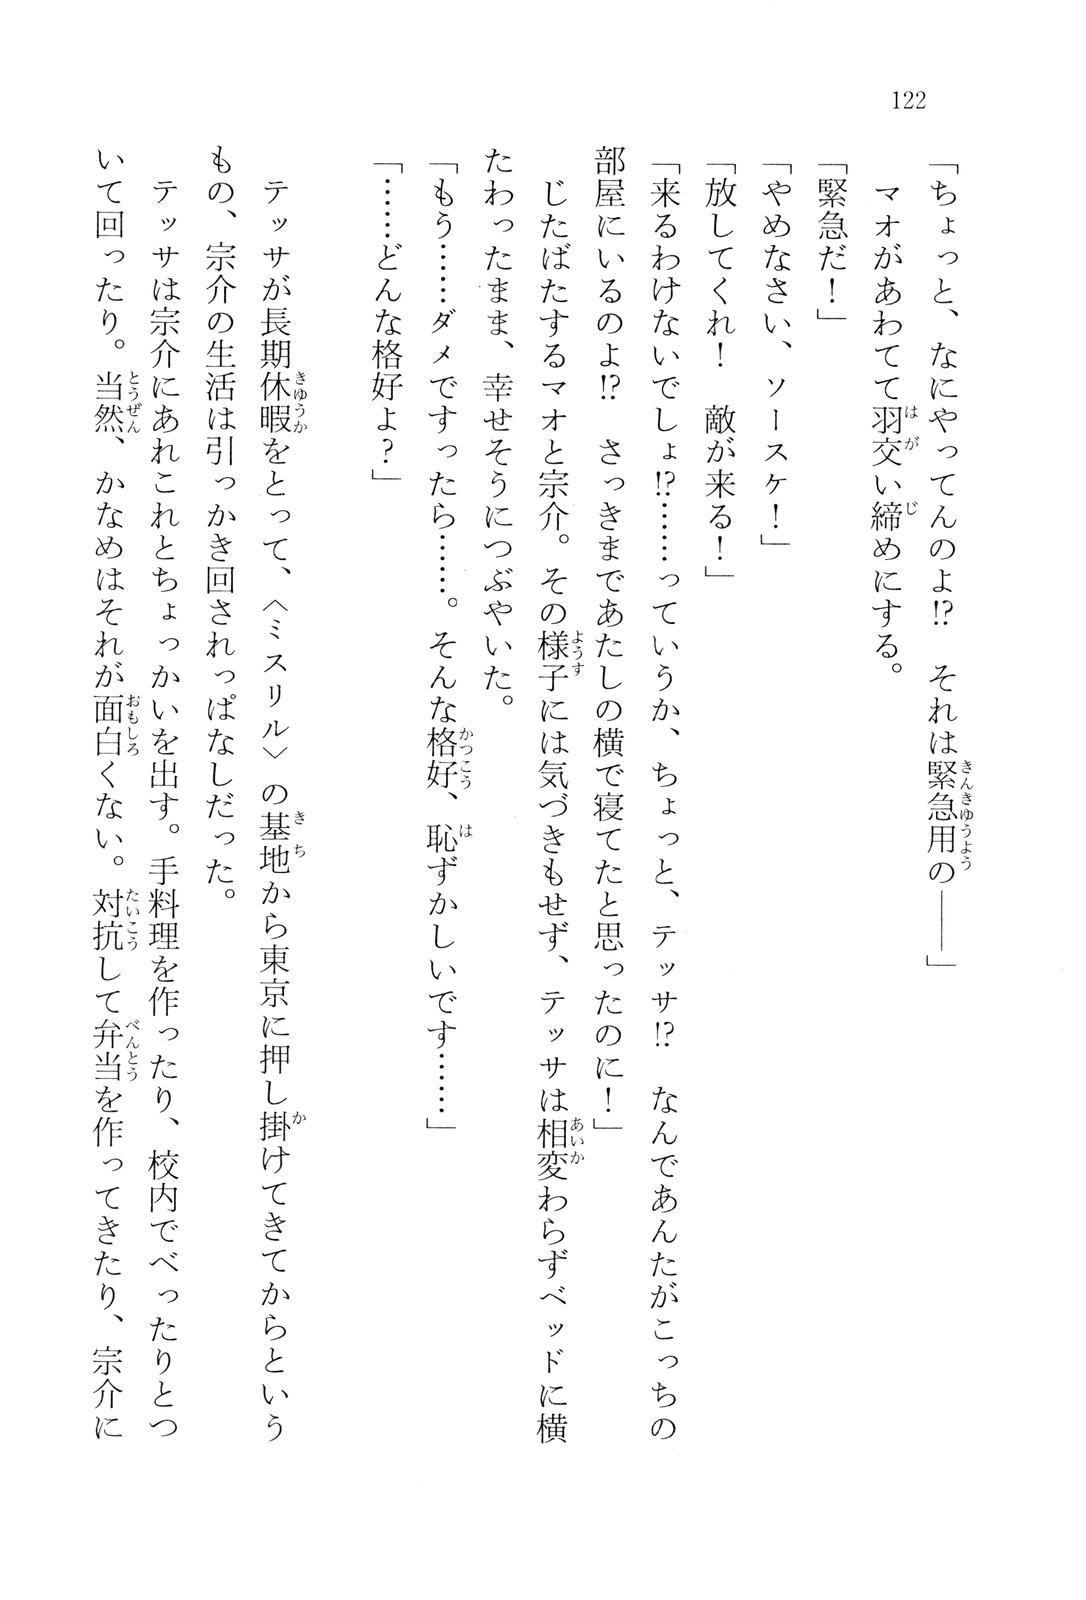 122
「ちょっと、なにやってんのよ!?　それは緊急用の――」
　マオがあわてて羽交い締めにする。
「緊急だ！」
「やめなさい、ソースケ！」
「放してくれ！　敵が来る！」
「来るわけないでしょ!?……っていうか、ちょっと、テッサ!?　なんであんたがこっちの
部屋にいるのよ!?　さっきまであたしの横で寝てたと思ったのに！」
　じたばたするマオと宗介。その様子には気づきもせず、テッサは相変わらずベッドに横
たわったまま、幸せそうにつぶやいた。
「もう……ダメですったら……。そんな格好、恥ずかしいです……」
「……どんな格好よ？」
　テッサが長期休暇をとって、〈ミスリル〉の基地から東京に押し掛けてきてからという
もの、宗介の生活は引っかき回されっぱなしだった。
　テッサは宗介にあれこれとちょっかいを出す。手料理を作ったり、校内でべったりとつ
いて回ったり。当然、かなめはそれが面白くない。対抗して弁当を作ってきたり、宗介に